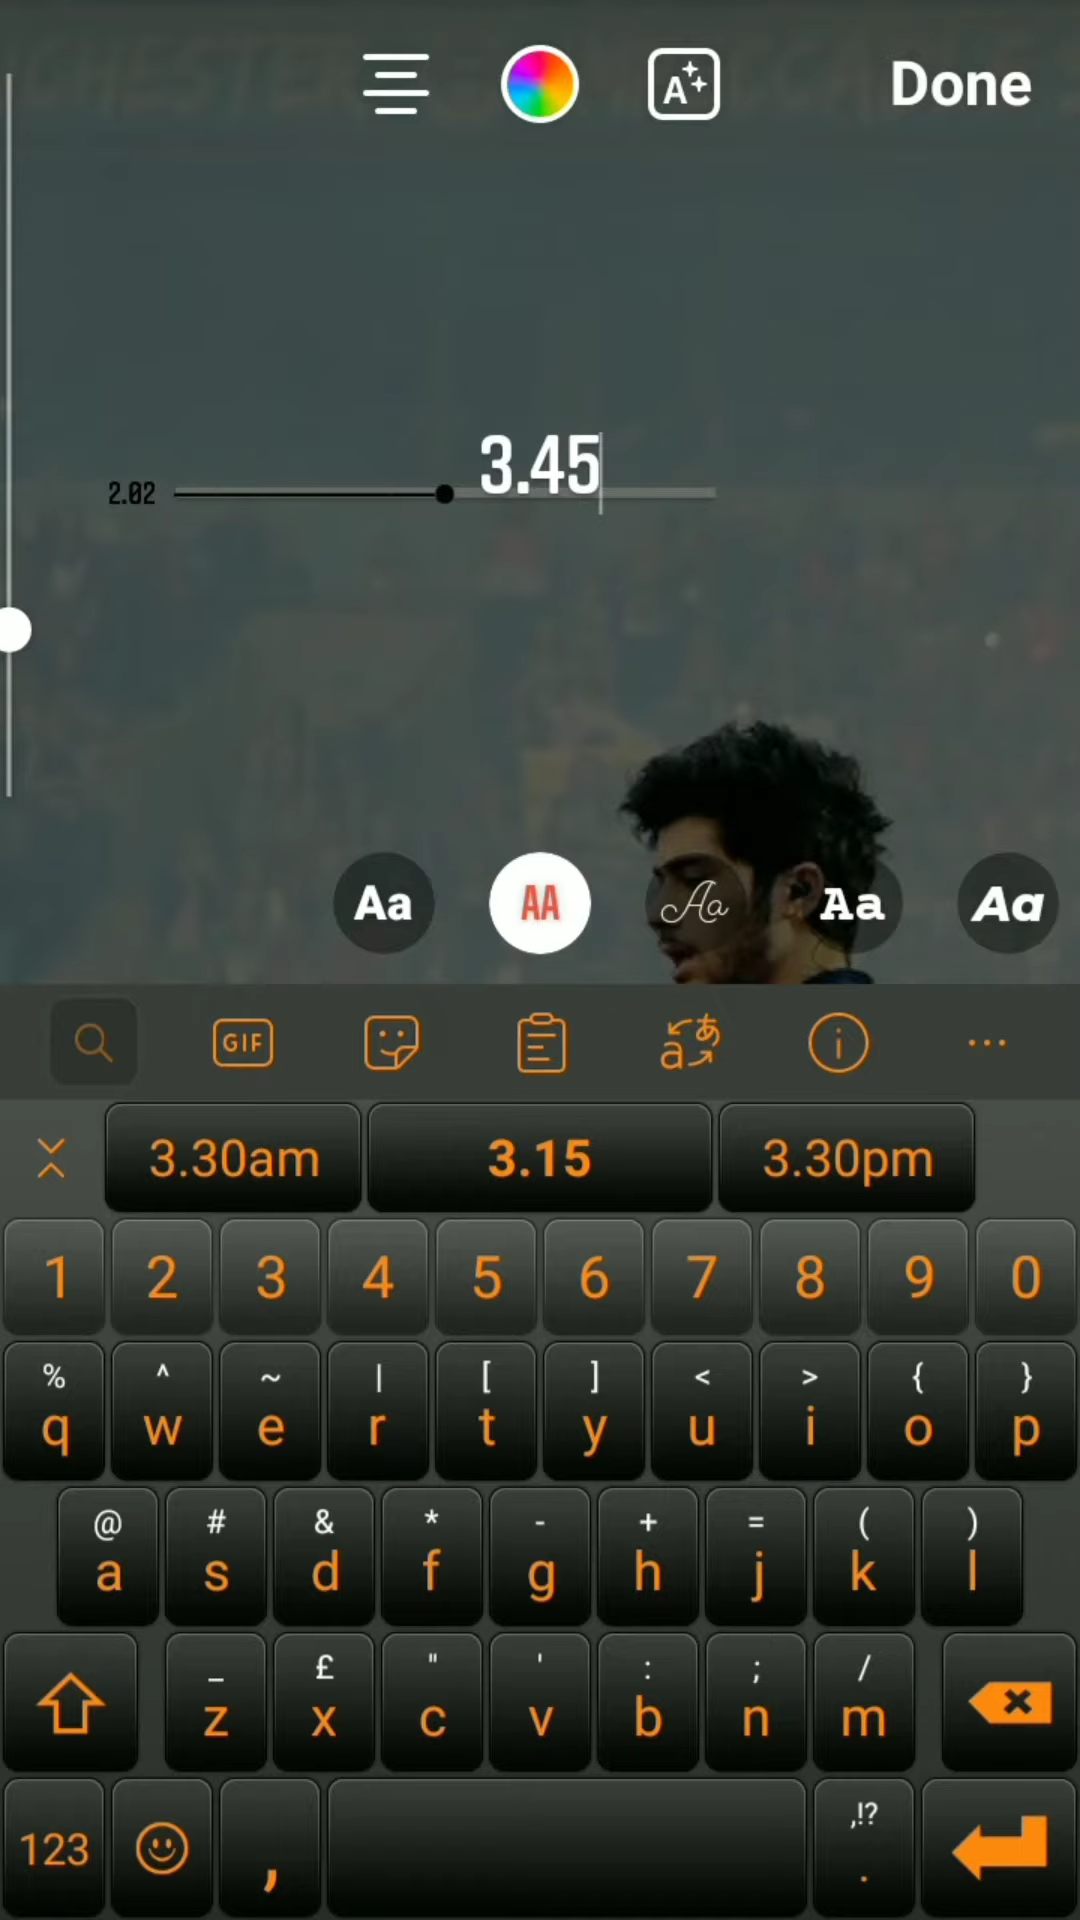 CHESTER
Done
3.45
2.02
Aa AA Aa Aa Aa
GIF
3.30am 3.15 3.30pm
1 2 3 4 5 6 7 8 9 0
% ^ ~ | [ ] < > { }
q w e r t y u i o p
@ # & * - + = ( )
a s d f g h j k l
_ £ " ' : ; /
z x c v b n m
,!?
123 , .